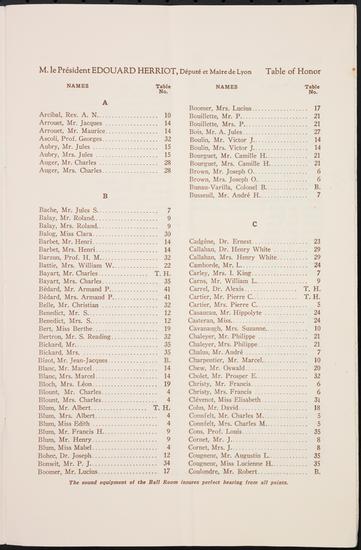 M. le Président EDOUARD HERRIOT, Député et Maire de Lyon Table of Honor
NAMES Table No.
A
Arcibal, Rev. A. N. 10
Arrouet, Mr. Jacques 14
Arrouet, Mr. Maurice 14
Ascoli, Prof. Georges 32
Aubry, Mr. Jules 15
Aubry, Mrs. Jules 15
Auger, Mr. Charles 28
Auger, Mrs. Charles 28
B
Bache, Mr. Jules S. 7
Balay, Mr. Roland 9
Balay, Mrs. Roland 9
Balog, Miss Clara 30
Barbet, Mr. Henri 14
Barbet, Mrs. Henri 14
Barzun, Prof. H. M. 32
Battie, Mrs. William W. 22
Bayart, Mr. Charles T. H.
Bayart, Mrs. Charles 35
Bédard, Mr. Armand P. 41
Bédard, Mrs. Armand P. 41
Belle, Mr. Christian 32
Benedict, Mr. S. 12
Benedict, Mrs. S. 12
Bert, Miss Berthe 19
Bertron, Mr. S. Reading 32
Bickard, Mr. 35
Bickard, Mrs. 35
Bizot, Mr. Jean-Jacques B.
Blanc, Mr. Marcel 14
Blanc, Mrs. Marcel 14
Bloch, Mrs. Léon 19
Blount, Mr. Charles 4
Blount, Mrs. Charles 4
Blum, Mr. Albert T. H.
Blum, Mrs. Albert 4
Blum, Miss Edith 4
Blum, Mr. Francis H. 9
Blum, Mr. Henry 9
Blum, Miss Mabel 4
Bohec, Dr. Joseph 12
Bonwit, Mr. P. J. 34
Boomer, Mr. Lucius 17
NAMES Table No.
Boomer, Mrs. Lucius 17
Bouillette, Mr. P. 21
Bouillette, Mrs. P. 21
Bois, Mr. A. Jules 27
Boulin, Mr. Victor J. 14
Boulin, Mrs. Victor J. 14
Bourguet, Mr. Camille H. 21
Bourguet, Mrs. Camille H. 21
Brown, Mr. Joseph O. 6
Brown, Mrs. Joseph O. 6
Bunau-Varilla, Colonel B. B.
Busseuil, Mr. André H. 7
C
Cadgène, Dr. Ernest 23
Callahan, Dr. Henry White 29
Callahan, Mrs. Henry White 29
Camborde, Mr. L. 24
Carley, Mrs. I. King 7
Carns, Mr. William L. 9
Carrel, Dr. Alexis T. H.
Cartier, Mr. Pierre C. T. H.
Cartier, Mrs. Pierre C. 5
Casaucau, Mr. Hippolyte 24
Casteran, Miss 24
Cavanaugh, Mrs. Suzanne 10
Chaleyer, Mr. Philippe 21
Chaleyer, Mrs. Philippe 21
Chalus, Mr. André 7
Charpentier, Mr. Marcel 10
Chew, Mr. Oswald 20
Cholet, Mr. Prosper E. 32
Christy, Mr. Francis 6
Christy, Mrs. Francis 6
Clévenot, Miss Elisabeth 31
Cohn, Mr. David 18
Connfelt, Mr. Charles M. 5
Connfelt, Mrs. Charles M. 5
Cons, Prof. Louis 35
Cornet, Mr. J. 8
Cornet, Mrs. J. 8
Cougneuc, Mr. Augustin L. 35
Cougneuc, Miss Lucienne H. 35
Coulondre, Mr. Robert B.
The sound equipment of the Ball Room insures perfect hearing from all points.